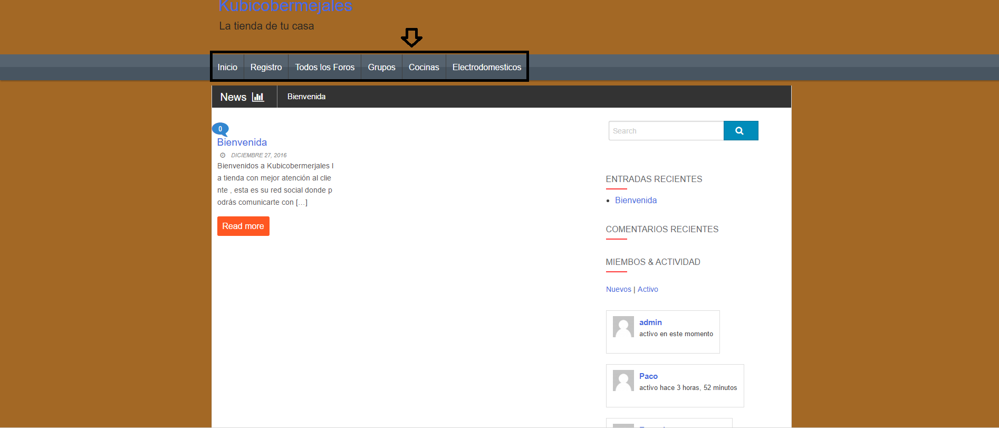 Kubicobermejales
La tienda de tu casa
Inicio Registro Todos los Foros Grupos Cocinas Electrodomesticos
News Bienvenida
0
Bienvenida
DICIEMBRE 27, 2016
Bienvenidos a Kubicobermerjales l
a tienda con mejor atención al clie
nte , esta es su red social donde p
odrás comunicarte con [...]
Read more
Search
ENTRADAS RECIENTES
Bienvenida
COMENTARIOS RECIENTES
MIEMBOS & ACTIVIDAD
Nuevos | Activo
admin
activo en este momento
Paco
activo hace 3 horas, 52 minutos